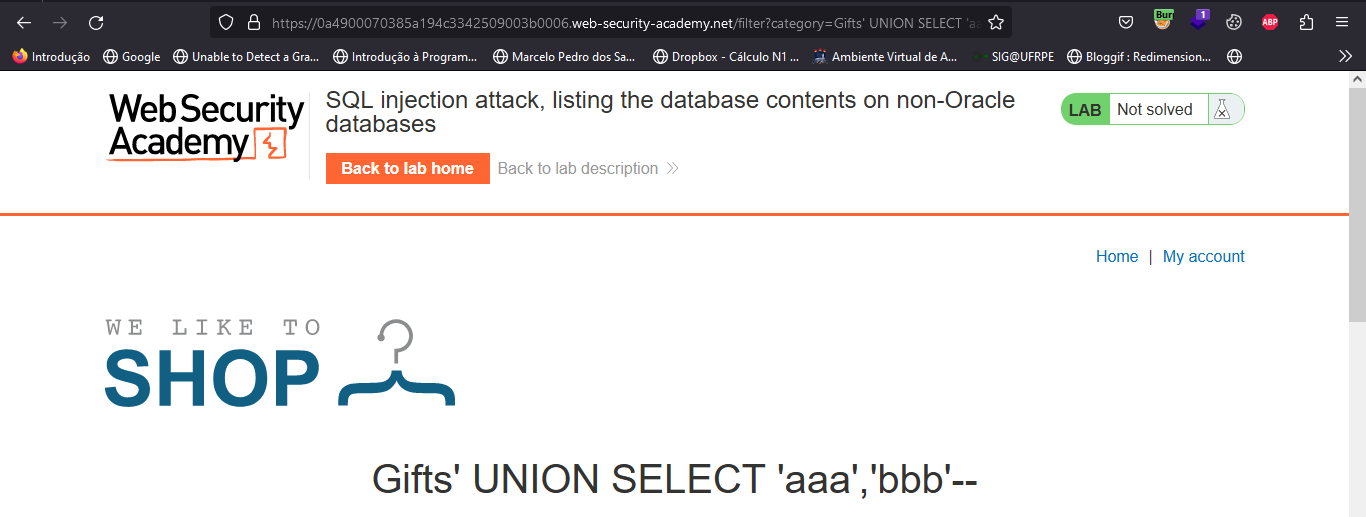 https://0a4900070385a194c3342509003b0006.web-security-academy.net/filter?category=Gifts' UNION SELECT 'aa
Bur
1
ABP
Introdução
Google
Unable to Detect a Gra...
Introdução à Program...
Marcelo Pedro dos Sa...
Dropbox - Cálculo N1 ...
Ambiente Virtual de A...
SIG@UFRPE
Bloggif : Redimension...
Web Security
Academy
SQL injection attack, listing the database contents on non-Oracle
databases
LAB Not solved
Back to lab home
Back to lab description
Home | My account
WE LIKE TO
SHOP
Gifts' UNION SELECT 'aaa','bbb'--